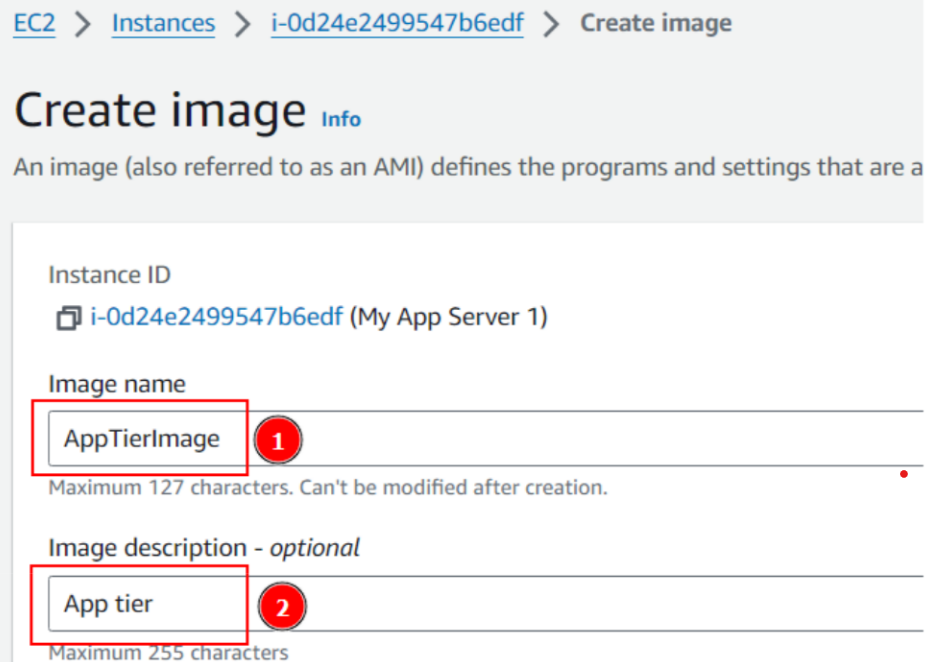 EC2 > Instances > i-0d24e2499547b6edf > Create image
Create image Info
An image (also referred to as an AMI) defines the programs and settings that are a
Instance ID
i-0d24e2499547b6edf (My App Server 1)
Image name
AppTierImage 1
Maximum 127 characters. Can't be modified after creation.
Image description - optional
App tier 2
Maximum 255 characters